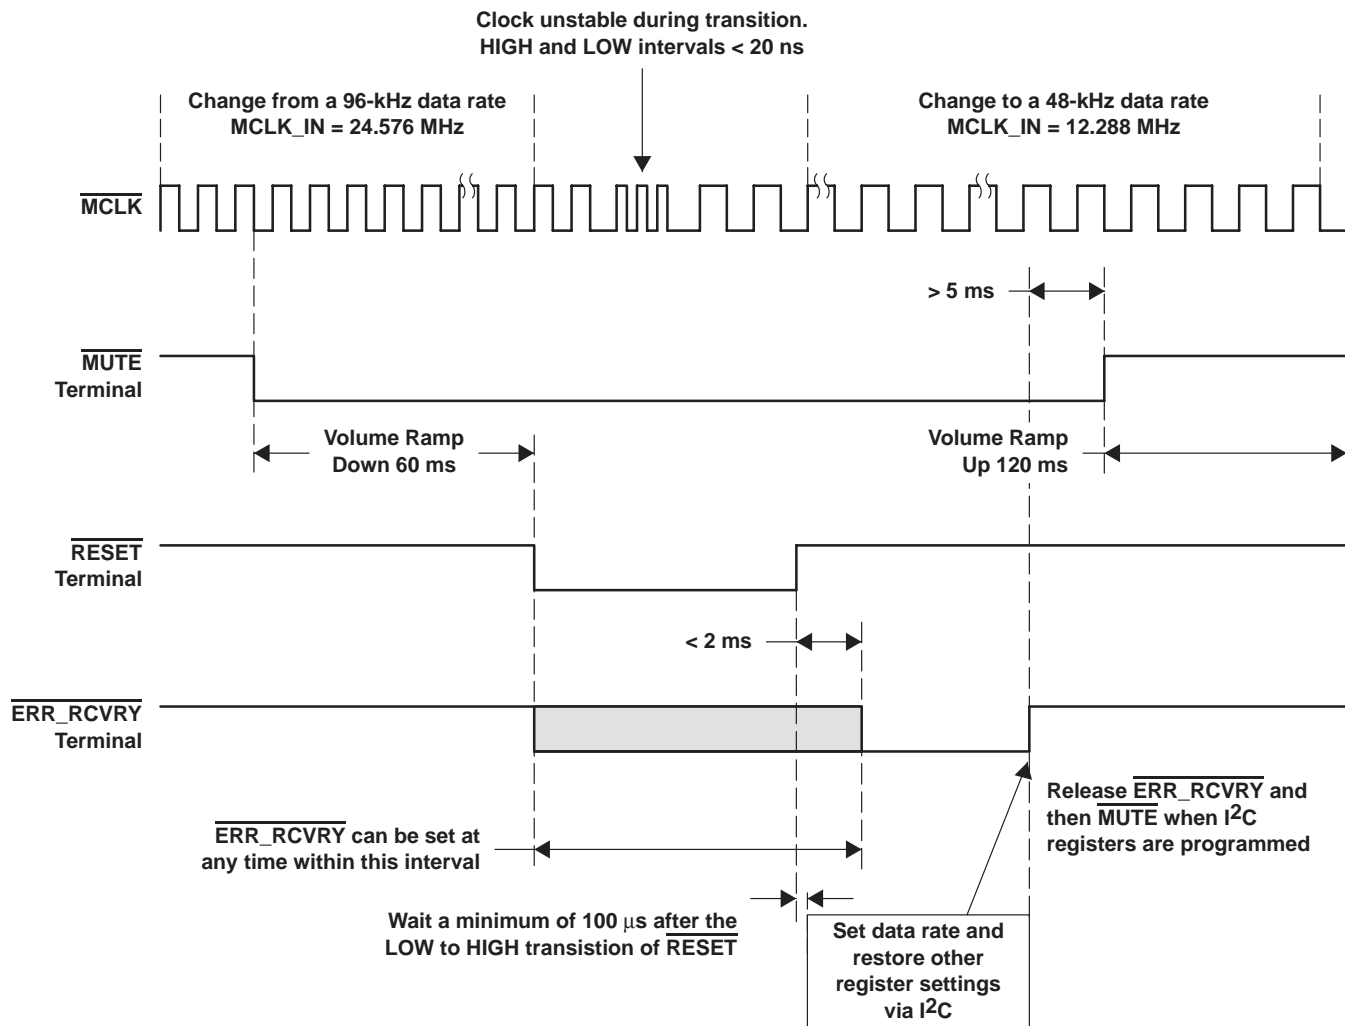 Clock unstable during transition.
HIGH and LOW intervals < 20 ns
Change from a 96-kHz data rate
MCLK_IN = 24.576 MHz
Change to a 48-kHz data rate
MCLK_IN = 12.288 MHz
MCLK
> 5 ms
MUTE
Terminal
Volume Ramp
Down 60 ms
Volume Ramp
Up 120 ms
RESET
Terminal
< 2 ms
ERR_RCVRY
Terminal
Release ERR_RCVRY and
then MUTE when I2C
registers are programmed
ERR_RCVRY can be set at
any time within this interval
Wait a minimum of 100 μs after the
LOW to HIGH transistion of RESET
Set data rate and
restore other
register settings
via I2C